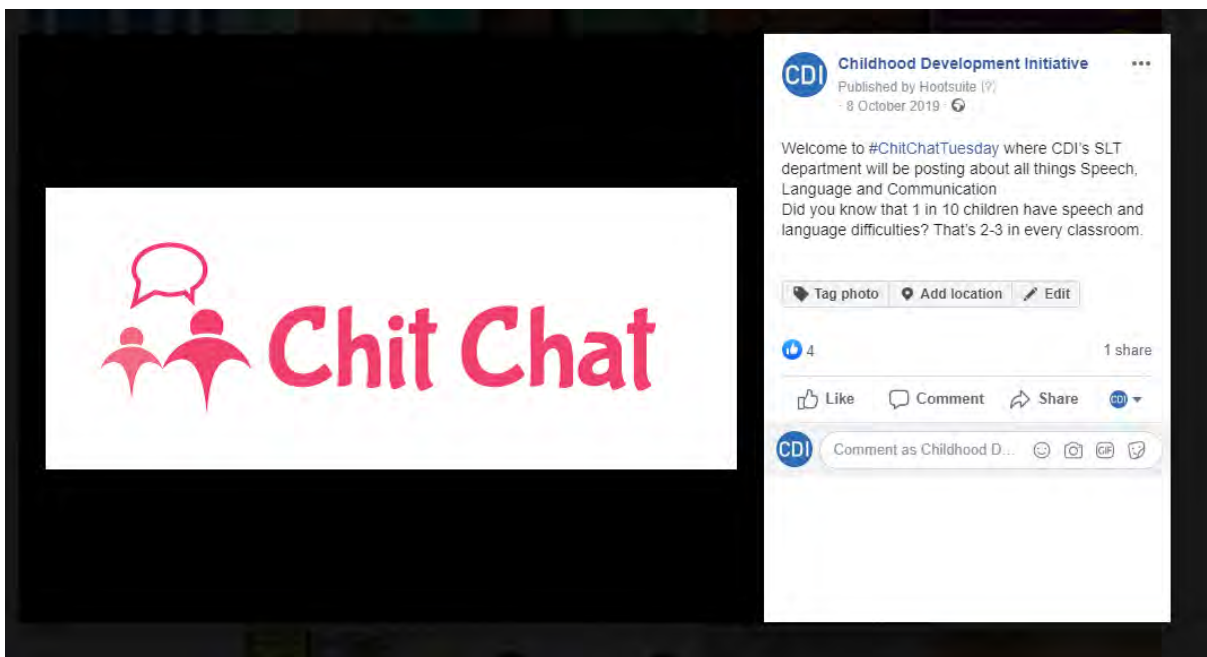 Chit Chat
CDI
Childhood Development Initiative
Published by Hootsuite [?]
· 8 October 2019 ·
Welcome to #ChitChatTuesday where CDI's SLT
department will be posting about all things Speech,
Language and Communication
Did you know that 1 in 10 children have speech and
language difficulties? That's 2-3 in every classroom.
Tag photo Add location Edit
4 1 share
Like Comment Share CDI
CDI Comment as Childhood D... GIF